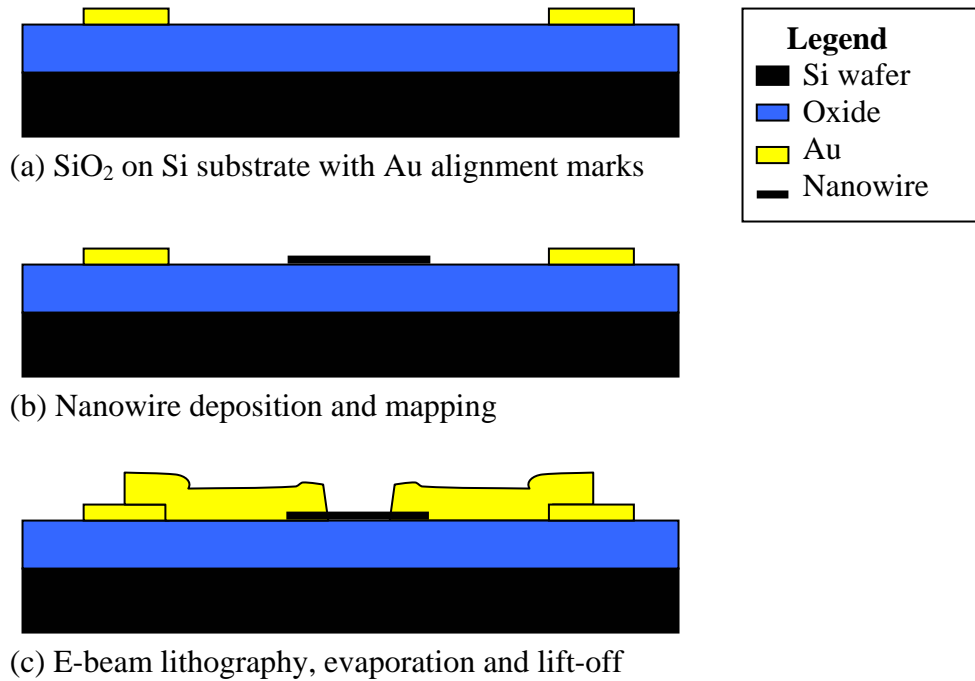 Legend
Si wafer
Oxide
Au
Nanowire
(a) SiO₂ on Si substrate with Au alignment marks
(b) Nanowire deposition and mapping
(c) E-beam lithography, evaporation and lift-off